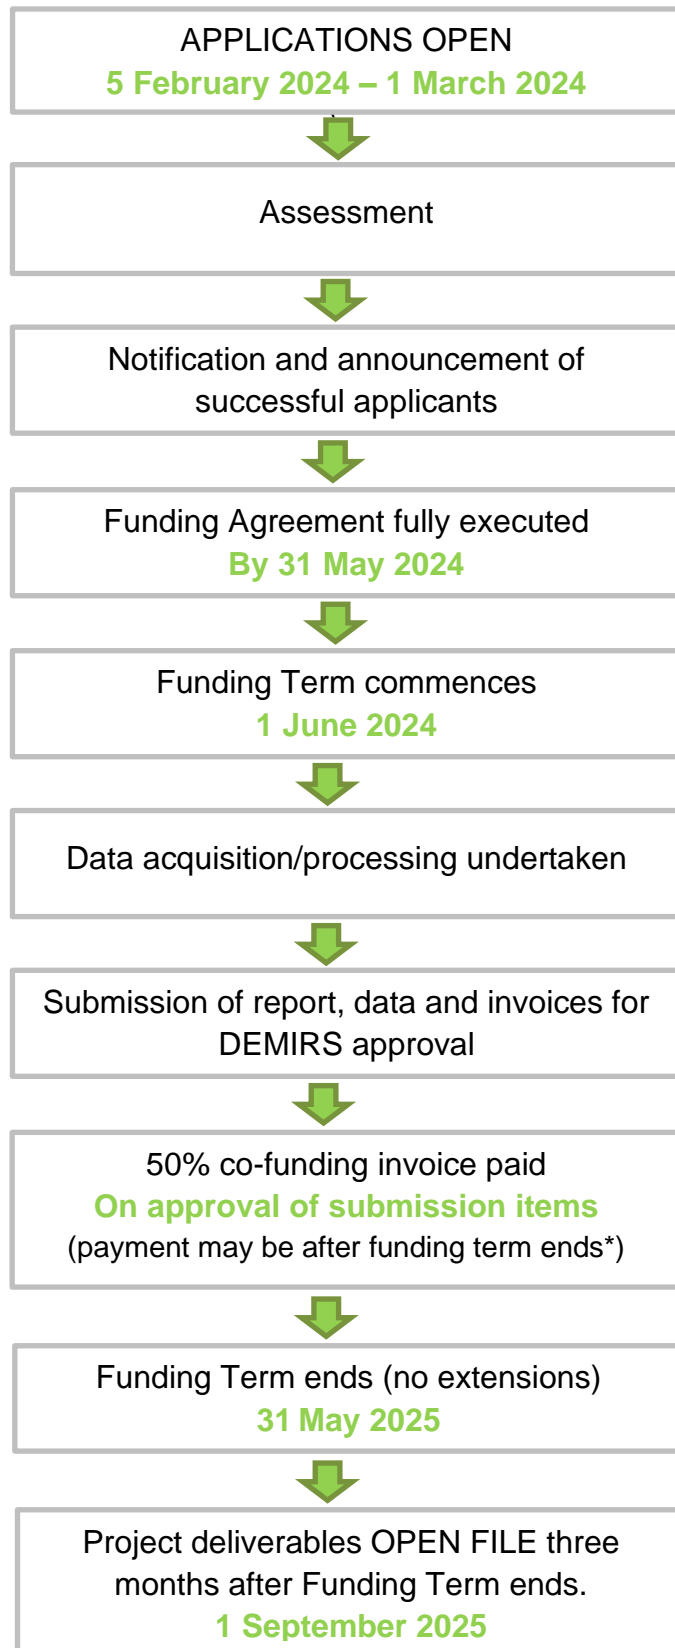 APPLICATIONS OPEN
5 February 2024 – 1 March 2024
Assessment
Notification and announcement of
successful applicants
Funding Agreement fully executed
By 31 May 2024
Funding Term commences
1 June 2024
Data acquisition/processing undertaken
Submission of report, data and invoices for
DEMIRS approval
50% co-funding invoice paid
On approval of submission items
(payment may be after funding term ends*)
Funding Term ends (no extensions)
31 May 2025
Project deliverables OPEN FILE three
months after Funding Term ends.
1 September 2025